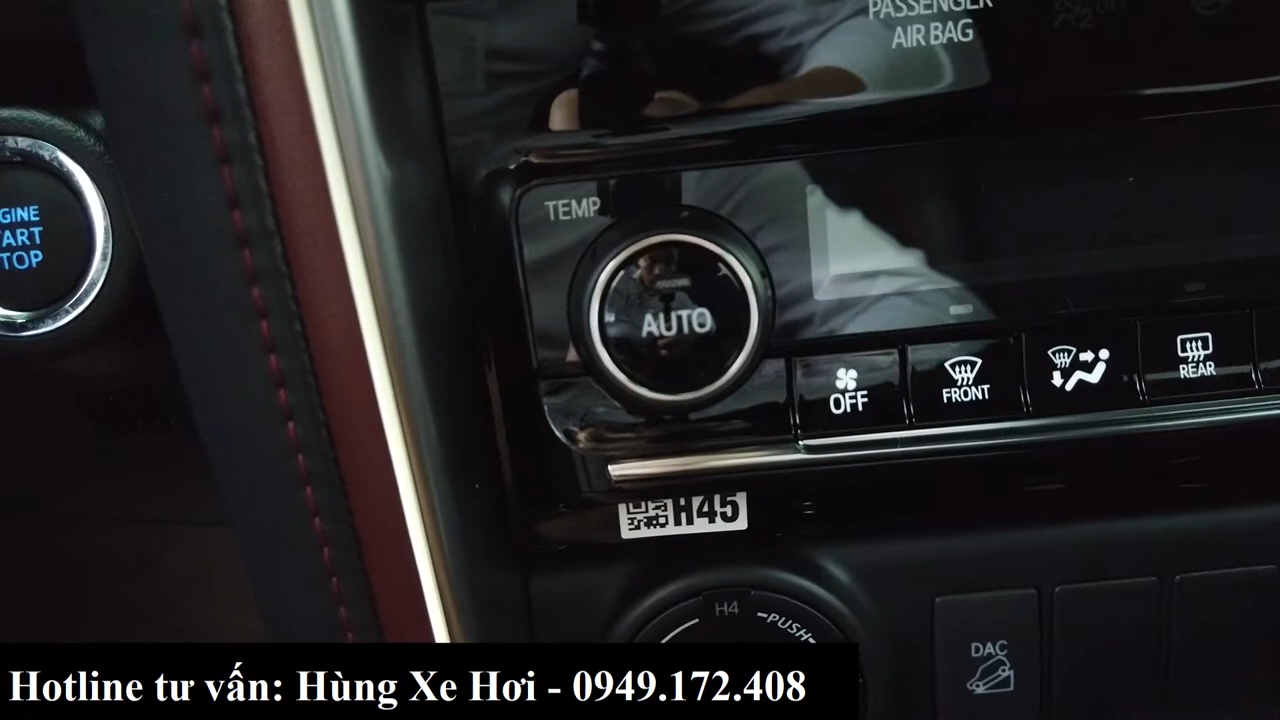 PASSENGER
AIR BAG
TEMP
GINE
TART
TOP
AUTO
OFF
FRONT
REAR
H45
H4
PUSH
DAC
Hotline tư vấn: Hùng Xe Hơi - 0949.172.408